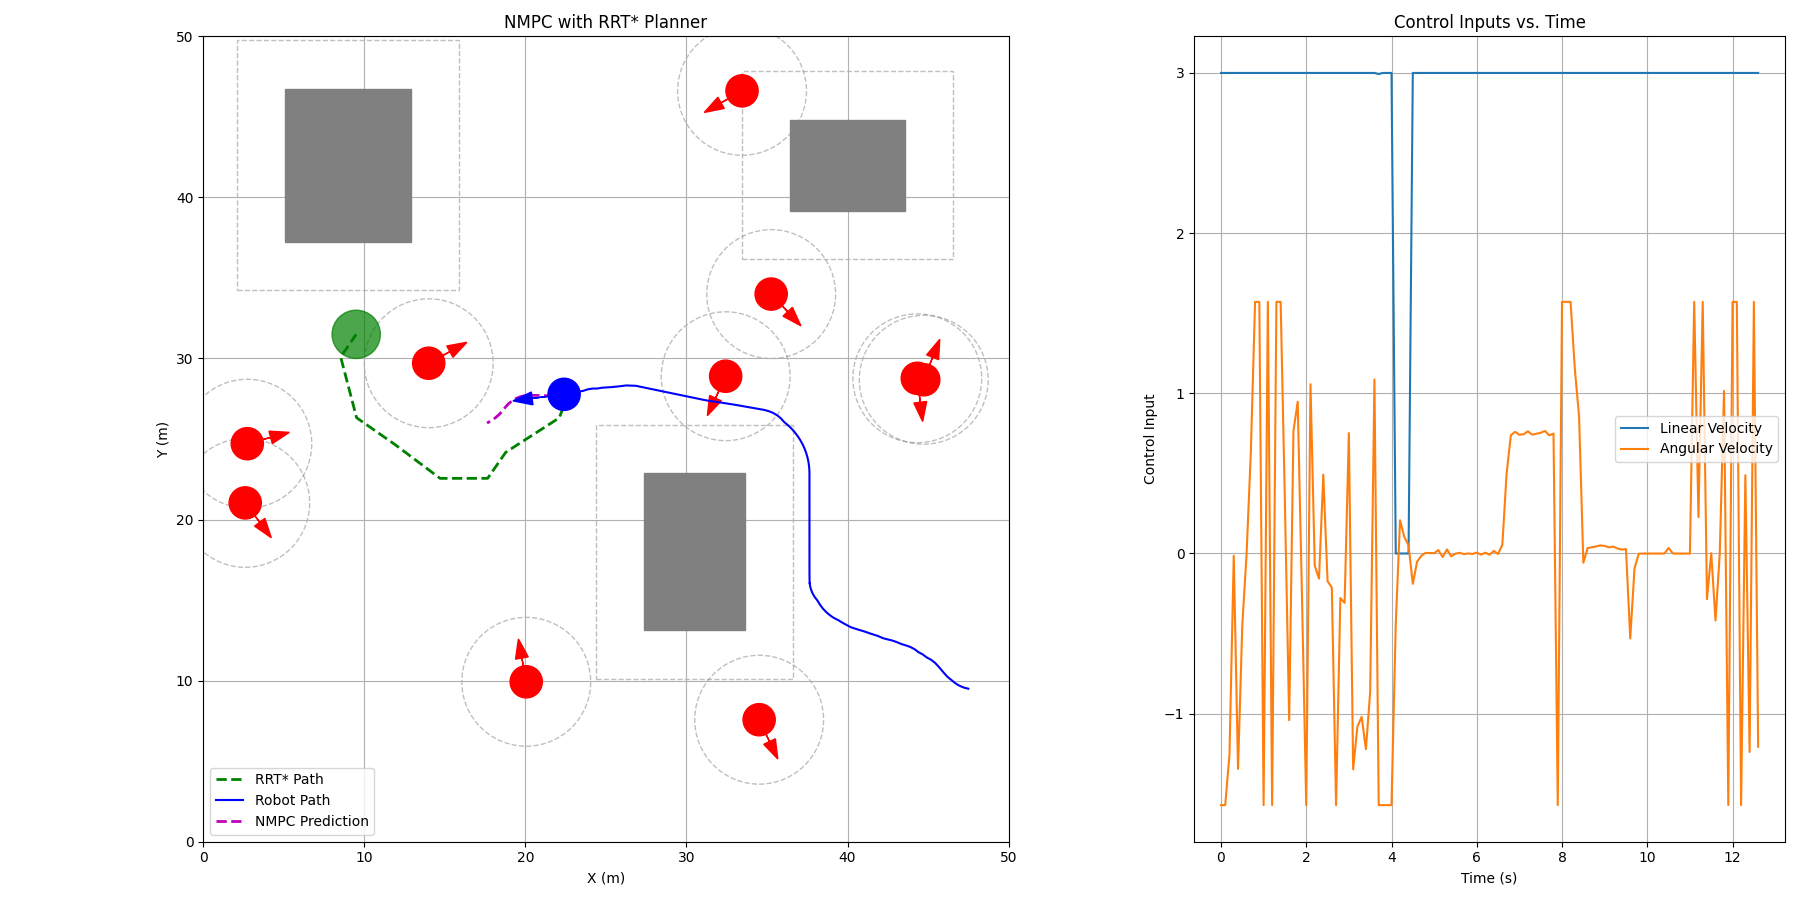 NMPC with RRT* Planner
50
40
30
20
10
0
Y (m)
RRT* Path
Robot Path
NMPC Prediction
0 10 20 30 40 50
X (m)
Control Inputs vs. Time
3
2
1
0
−1
Control Input
Linear Velocity
Angular Velocity
0 2 4 6 8 10 12
Time (s)